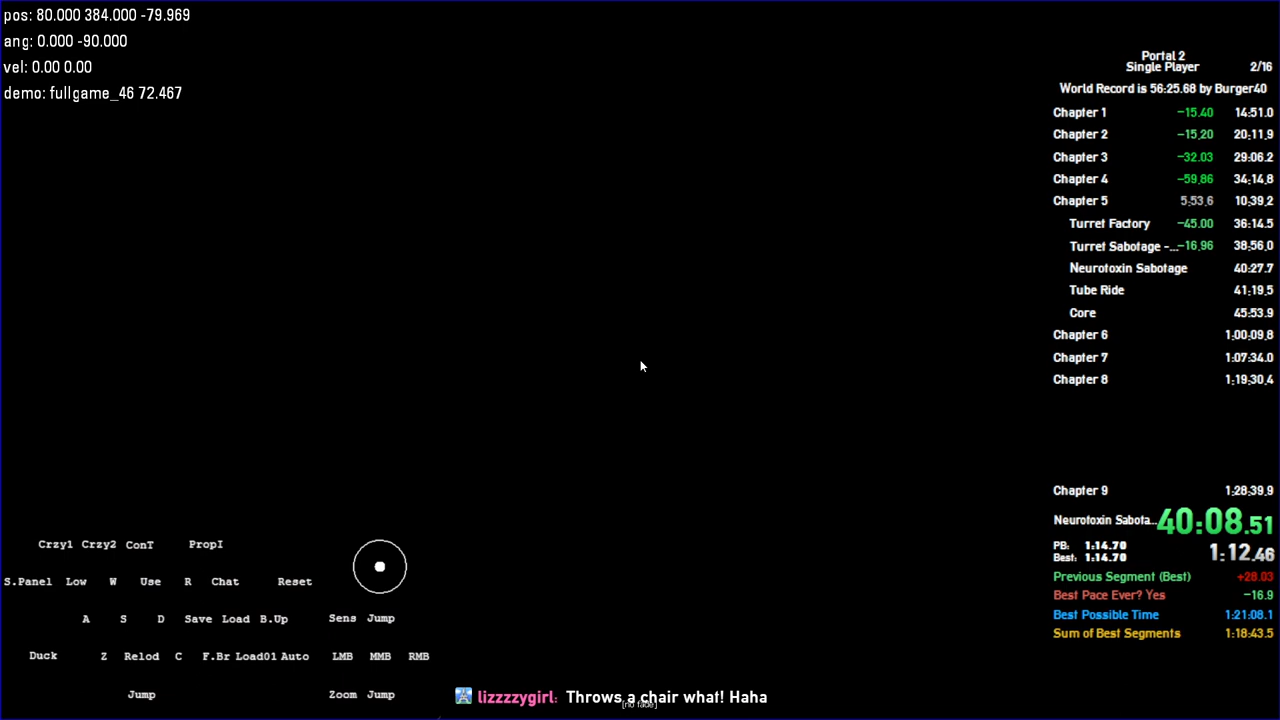 pos: 80.000 384.000 -79.969
ang: 0.000 -90.000
vel: 0.00 0.00
demo: fullgame_46 72.467
Portal 2
Single Player 2/16
World Record is 56:25.68 by Burger40
Chapter 1 -15.40 14:51.0
Chapter 2 -15.20 20:11.9
Chapter 3 -32.03 29:06.2
Chapter 4 -59.86 34:14.8
Chapter 5 5:53.6 10:39.2
Turret Factory -45.00 36:14.5
Turret Sabotage -... -16.96 38:56.0
Neurotoxin Sabotage 40:27.7
Tube Ride 41:19.5
Core 45:53.9
Chapter 6 1:00:09.8
Chapter 7 1:07:34.0
Chapter 8 1:19:30.4
Chapter 9 1:28:39.9
Neurotoxin Sabota... 40:08.51
PB: 1:14.70
Best: 1:14.70
1:12.46
Previous Segment (Best) +28.03
Best Pace Ever? Yes -16.9
Best Possible Time 1:21:08.1
Sum of Best Segments 1:18:43.5
Crzy1 Crzy2 ConT PropI
S.Panel Low W Use R Chat Reset
A S D Save Load B.Up Sens Jump
Duck Z Relod C F.Br Load01 Auto LMB MMB RMB
Jump Zoom Jump
lizzzzygirl: Throws a chair what! Haha
[no face]